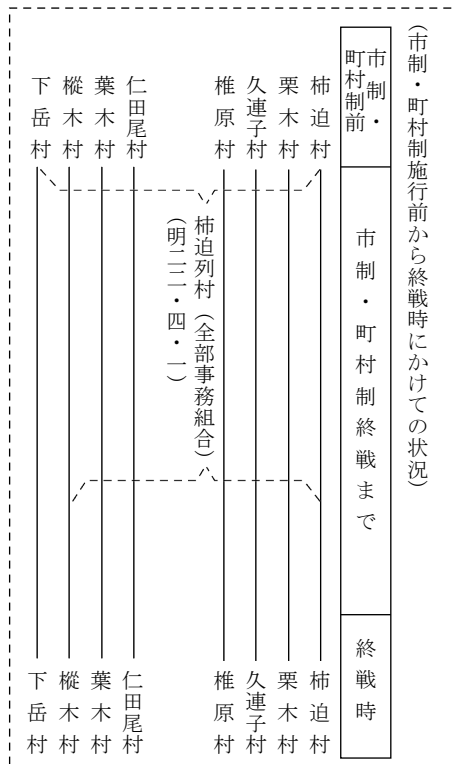 (市制・町村制施行前から終戦時にかけての状況)
市制・
町村制前
市制・町村制終戦まで
終戦時
柿迫村
柿迫村
栗木村
栗木村
久連子村
久連子村
椎原村
椎原村
柿迫列村(全部事務組合)
(明二二・四・一)
仁田尾村
仁田尾村
葉木村
葉木村
樅木村
樅木村
下岳村
下岳村